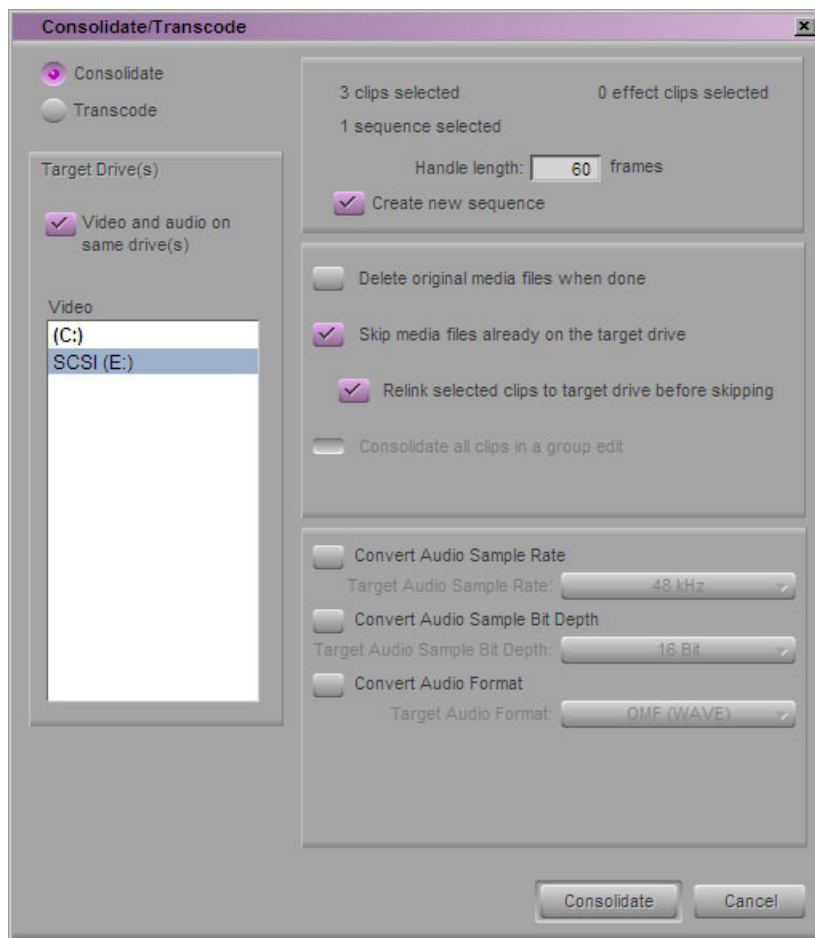 Consolidate/Transcode
Consolidate
Transcode
Target Drive(s)
Video and audio on
same drive(s)
Video
(C:)
SCSI (E:)
3 clips selected
0 effect clips selected
1 sequence selected
Handle length: 60 frames
Create new sequence
Delete original media files when done
Skip media files already on the target drive
Relink selected clips to target drive before skipping
Consolidate all clips in a group edit
Convert Audio Sample Rate
Target Audio Sample Rate: 48 kHz
Convert Audio Sample Bit Depth
Target Audio Sample Bit Depth: 16 Bit
Convert Audio Format
Target Audio Format: OMF (WAVE)
Consolidate
Cancel